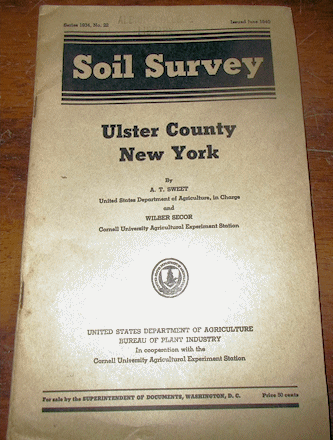 Series 1934, No. 22
Issued June 1940
Soil Survey
Ulster County
New York
By
A. T. SWEET
United States Department of Agriculture, in Charge
and
WILBER SECOR
Cornell University Agricultural Experiment Station
UNITED STATES DEPARTMENT OF AGRICULTURE
BUREAU OF PLANT INDUSTRY
In cooperation with the
Cornell University Agricultural Experiment Station
For sale by the SUPERINTENDENT OF DOCUMENTS, WASHINGTON, D. C.
Price 50 cents